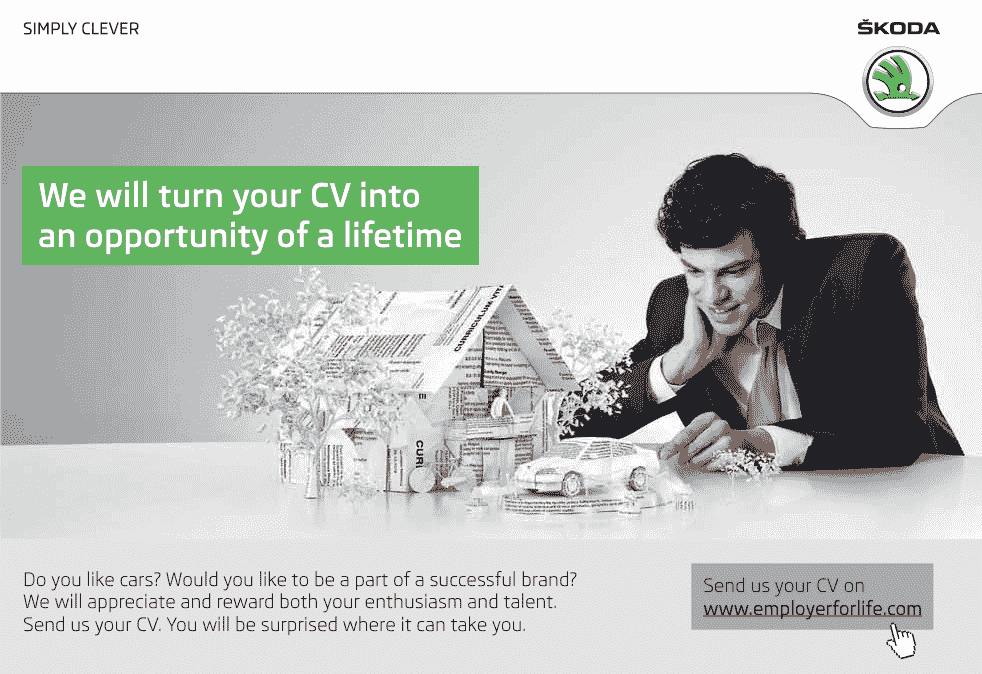 SIMPLY CLEVER
ŠKODA
We will turn your CV into
an opportunity of a lifetime
CURRICULUM VIT
E
CURI
Do you like cars? Would you like to be a part of a successful brand?
We will appreciate and reward both your enthusiasm and talent.
Send us your CV. You will be surprised where it can take you.
Send us your CV on
www.employerforlife.com